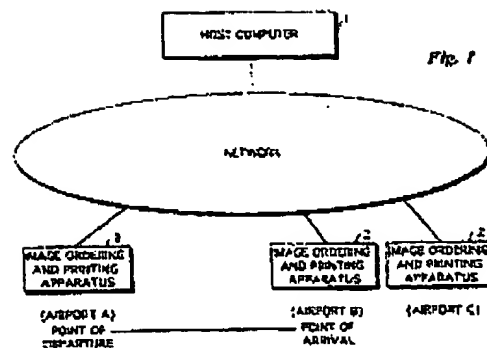 HOST COMPUTER
1
Fig. 1
NETWORK
2
IMAGE ORDERING
AND PRINTING
APPARATUS
2
IMAGE ORDERING
AND PRINTING
APPARATUS
2
IMAGE ORDERING
AND PRINTING
APPARATUS
(AIRPORT A)
POINT OF
DEPARTURE
(AIRPORT B)
POINT OF
ARRIVAL
(AIRPORT C)